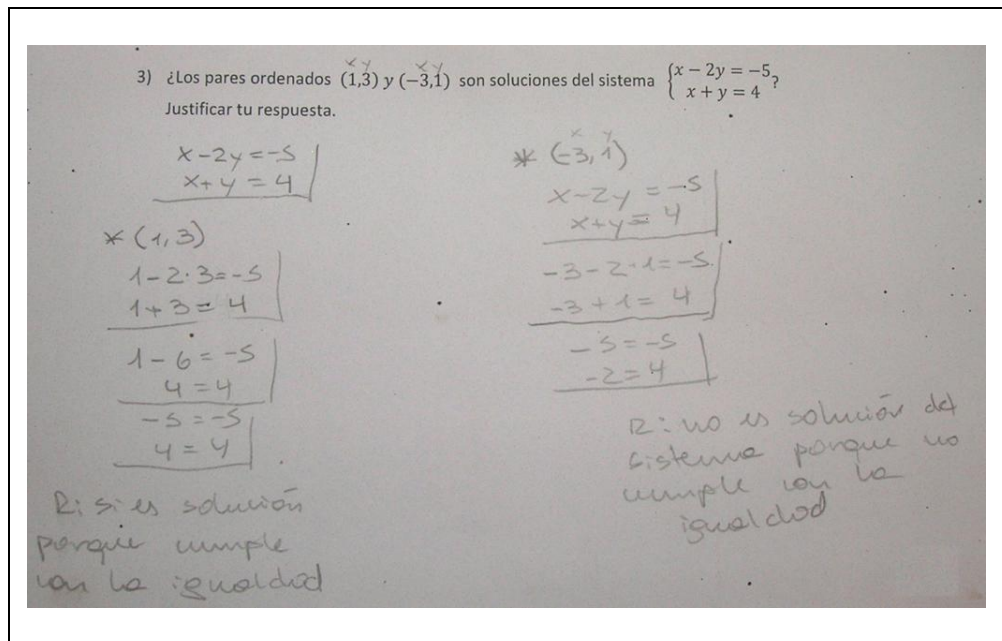 3) ¿Los pares ordenados (1,3) y (−3,1) son soluciones del sistema {x − 2y = −5, x + y = 4?
x y x y
Justificar tu respuesta.
x-2y=-5
x+y=4
* (1,3)
1-2·3=-5
1+3=4
1-6=-5
4=4
-5=-5
4=4
R: si es solución
porque cumple
con la igualdad
x y
* (-3,1)
x-2y=-5
x+y=4
-3-2·1=-5
-3+1=4
-5=-5
-2=4
R: no es solución del
sistema porque no
cumple con la
igualdad